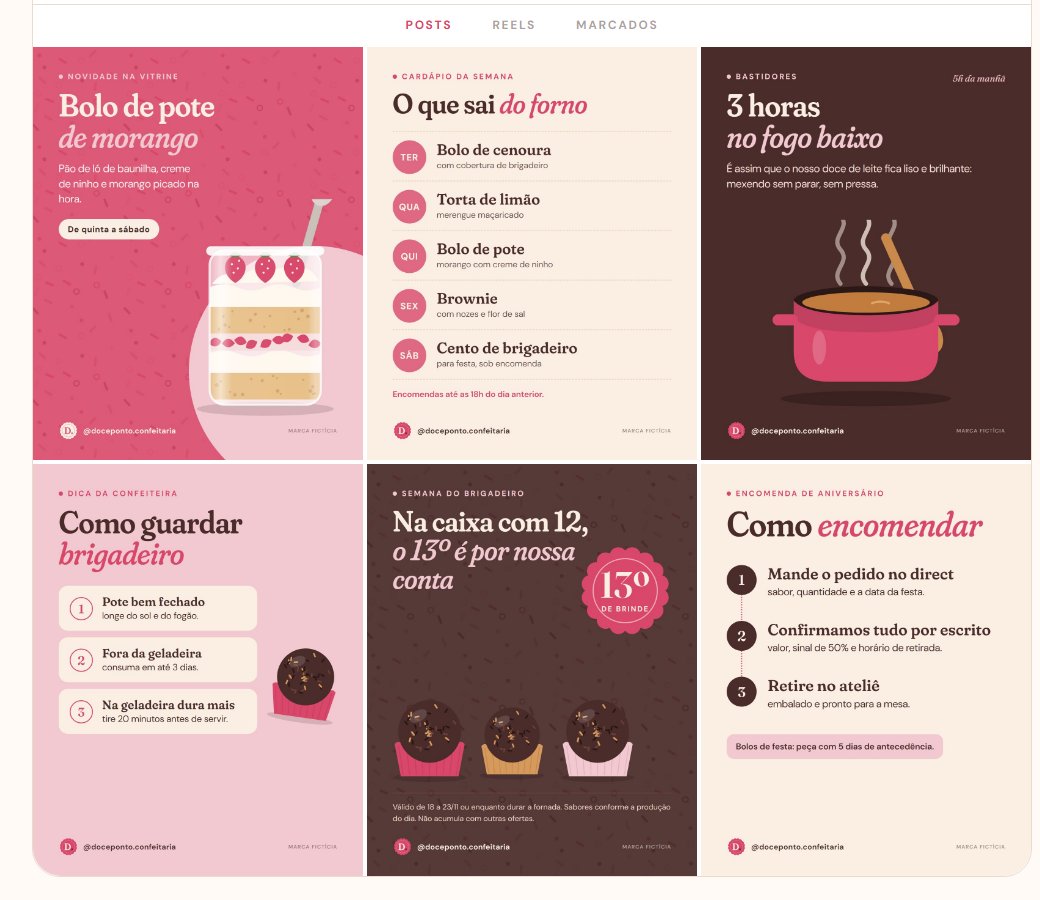 POSTS
REELS
MARCADOS
NOVIDADE NA VITRINE
Bolo de pote
de morango
Pão de ló de baunilha, creme
de ninho e morango picado na
hora.
De quinta a sábado
D.
@doceponto.confeitaria
MARCA FICTÍCIA
CARDÁPIO DA SEMANA
O que sai do forno
TER
Bolo de cenoura
com cobertura de brigadeiro
QUA
Torta de limão
merengue maçaricado
QUI
Bolo de pote
morango com creme de ninho
SEX
Brownie
com nozes e flor de sal
SÁB
Cento de brigadeiro
para festa, sob encomenda
Encomendas até as 18h do dia anterior.
D
@doceponto.confeitaria
MARCA FICTÍCIA
BASTIDORES
5h da manhã
3 horas
no fogo baixo
É assim que o nosso doce de leite fica liso e brilhante:
mexendo sem parar, sem pressa.
D
@doceponto.confeitaria
MARCA FICTÍCIA
DICA DA CONFEITEIRA
Como guardar
brigadeiro
1
Pote bem fechado
longe do sol e do fogão.
2
Fora da geladeira
consuma em até 3 dias.
3
Na geladeira dura mais
tire 20 minutos antes de servir.
D
@doceponto.confeitaria
MARCA FICTÍCIA
SEMANA DO BRIGADEIRO
Na caixa com 12,
o 13º é por nossa
conta
13º
DE BRINDE
Válido de 18 a 23/11 ou enquanto durar a fornada. Sabores conforme a produção
do dia. Não acumula com outras ofertas.
D
@doceponto.confeitaria
MARCA FICTÍCIA
ENCOMENDA DE ANIVERSÁRIO
Como encomendar
1
Mande o pedido no direct
sabor, quantidade e a data da festa.
2
Confirmamos tudo por escrito
valor, sinal de 50% e horário de retirada.
3
Retire no ateliê
embalado e pronto para a mesa.
Bolos de festa: peça com 5 dias de antecedência.
D
@doceponto.confeitaria
MARCA FICTÍCIA